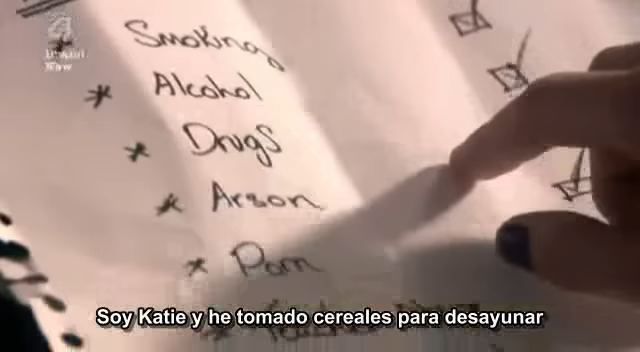 Smoking
* Alcohol
* Drugs
* Arson
* Porn
Soy Katie y he tomado cereales para desayunar